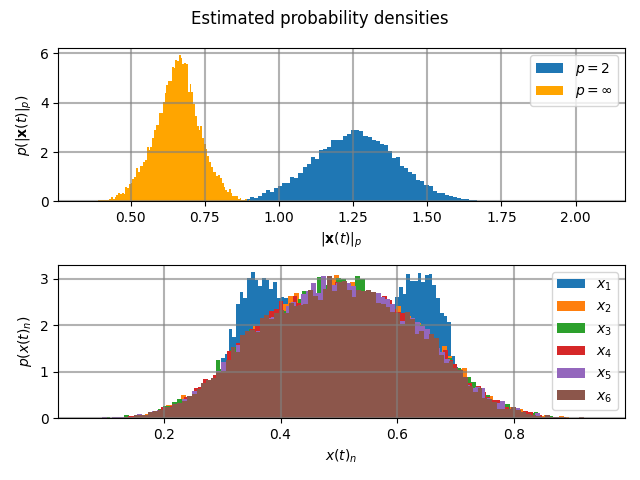 Estimated probability densities
6
4
2
0
p(|x(t)|ₚ)
p = 2
p = ∞
0.50 0.75 1.00 1.25 1.50 1.75 2.00
|x(t)|ₚ
3
2
1
0
p(x(t)ₙ)
x₁
x₂
x₃
x₄
x₅
x₆
0.2 0.4 0.6 0.8
x(t)ₙ